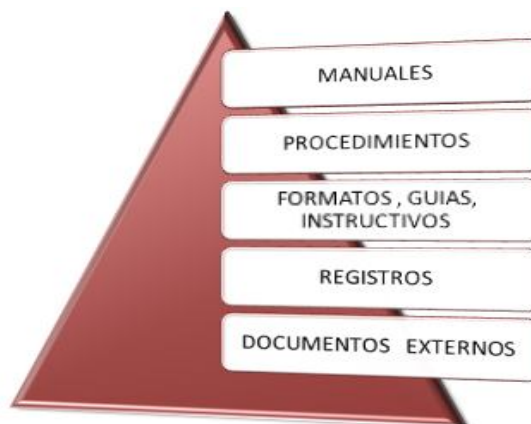 MANUALES
PROCEDIMIENTOS
FORMATOS , GUIAS,
INSTRUCTIVOS
REGISTROS
DOCUMENTOS EXTERNOS